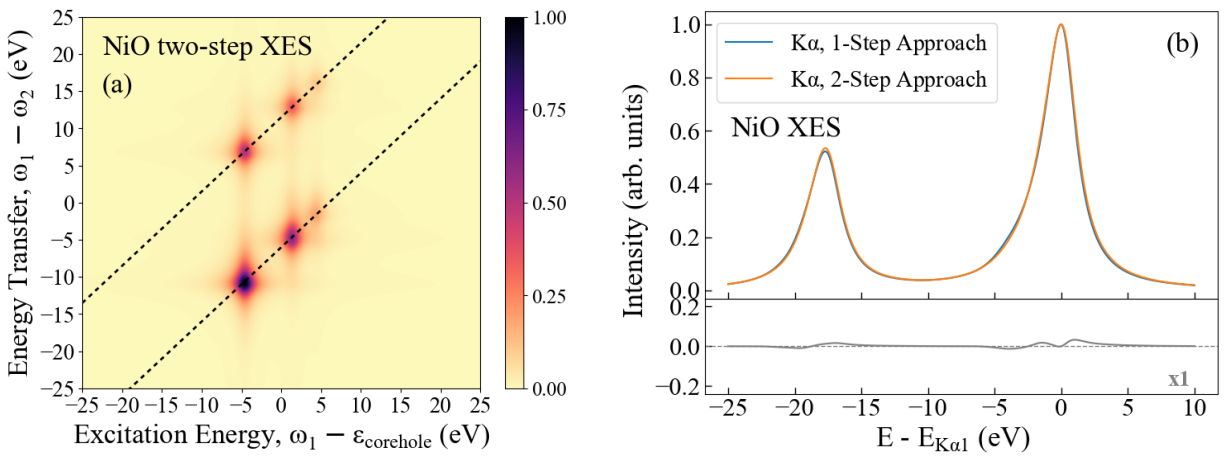 NiO two-step XES
(a)
Energy Transfer, ω₁ − ω₂ (eV)
25
20
15
10
5
0
−5
−10
−15
−20
−25
−25 −20 −15 −10 −5 0 5 10 15 20 25
Excitation Energy, ω₁ − ε_corehole (eV)
1.00
0.75
0.50
0.25
0.00
(b)
Kα, 1-Step Approach
Kα, 2-Step Approach
NiO XES
Intensity (arb. units)
1.0
0.8
0.6
0.4
0.2
0.0
0.2
0.0
−0.2
x1
−25 −20 −15 −10 −5 0 5 10
E - E_Kα1 (eV)